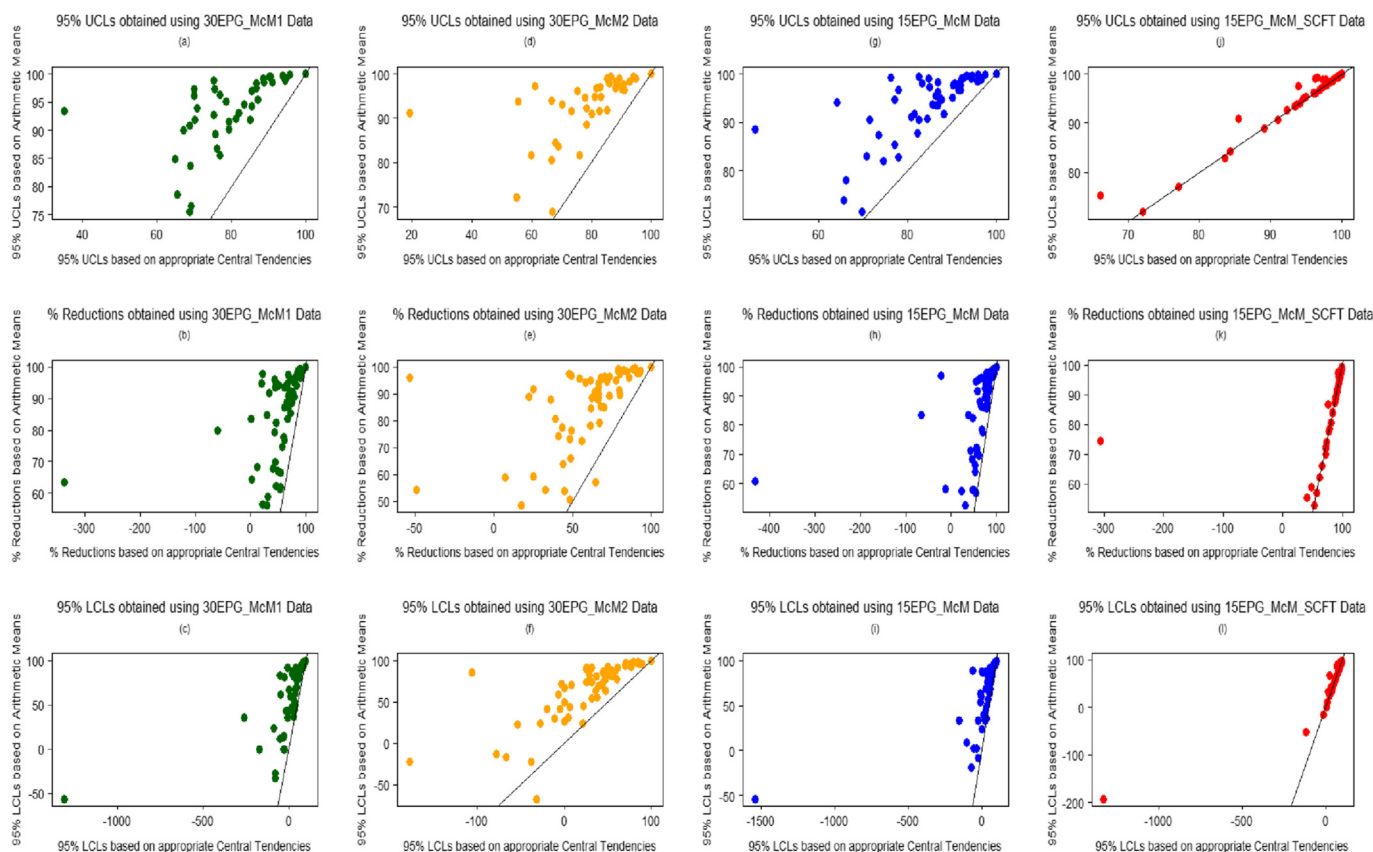 95% UCLs obtained using 30EPG_McM1 Data
(a)
95% UCLs based on Arithmetic Means
100
95
90
85
80
75
40
60
80
100
95% UCLs based on appropriate Central Tendencies
95% UCLs obtained using 30EPG_McM2 Data
(d)
95% UCLs based on Arithmetic Means
100
90
80
70
20
40
60
80
100
95% UCLs based on appropriate Central Tendencies
95% UCLs obtained using 15EPG_McM Data
(g)
95% UCLs based on Arithmetic Means
100
90
80
60
80
100
95% UCLs based on appropriate Central Tendencies
95% UCLs obtained using 15EPG_McM_SCFT Data
(j)
95% UCLs based on Arithmetic Means
100
90
80
70
80
90
100
95% UCLs based on appropriate Central Tendencies
% Reductions obtained using 30EPG_McM1 Data
(b)
% Reductions based on Arithmetic Means
100
90
80
70
60
-300
-200
-100
0
100
% Reductions based on appropriate Central Tendencies
% Reductions obtained using 30EPG_McM2 Data
(e)
% Reductions based on Arithmetic Means
100
90
80
70
60
50
-50
0
50
100
% Reductions based on appropriate Central Tendencies
% Reductions obtained using 15EPG_McM Data
(h)
% Reductions based on Arithmetic Means
100
90
80
70
60
-400
-300
-200
-100
0
100
% Reductions based on appropriate Central Tendencies
% Reductions obtained using 15EPG_McM_SCFT Data
(k)
% Reductions based on Arithmetic Means
100
90
80
70
60
-300
-200
-100
0
100
% Reductions based on appropriate Central Tendencies
95% LCLs obtained using 30EPG_McM1 Data
(c)
95% LCLs based on Arithmetic Means
100
50
0
-50
-1000
-500
0
95% LCLs based on appropriate Central Tendencies
95% LCLs obtained using 30EPG_McM2 Data
(f)
95% LCLs based on Arithmetic Means
100
50
0
-50
-100
0
100
95% LCLs based on appropriate Central Tendencies
95% LCLs obtained using 15EPG_McM Data
(i)
95% LCLs based on Arithmetic Means
100
50
0
-50
-1500
-1000
-500
0
95% LCLs based on appropriate Central Tendencies
95% LCLs obtained using 15EPG_McM_SCFT Data
(l)
95% LCLs based on Arithmetic Means
100
0
-100
-200
-1000
-500
0
95% LCLs based on appropriate Central Tendencies